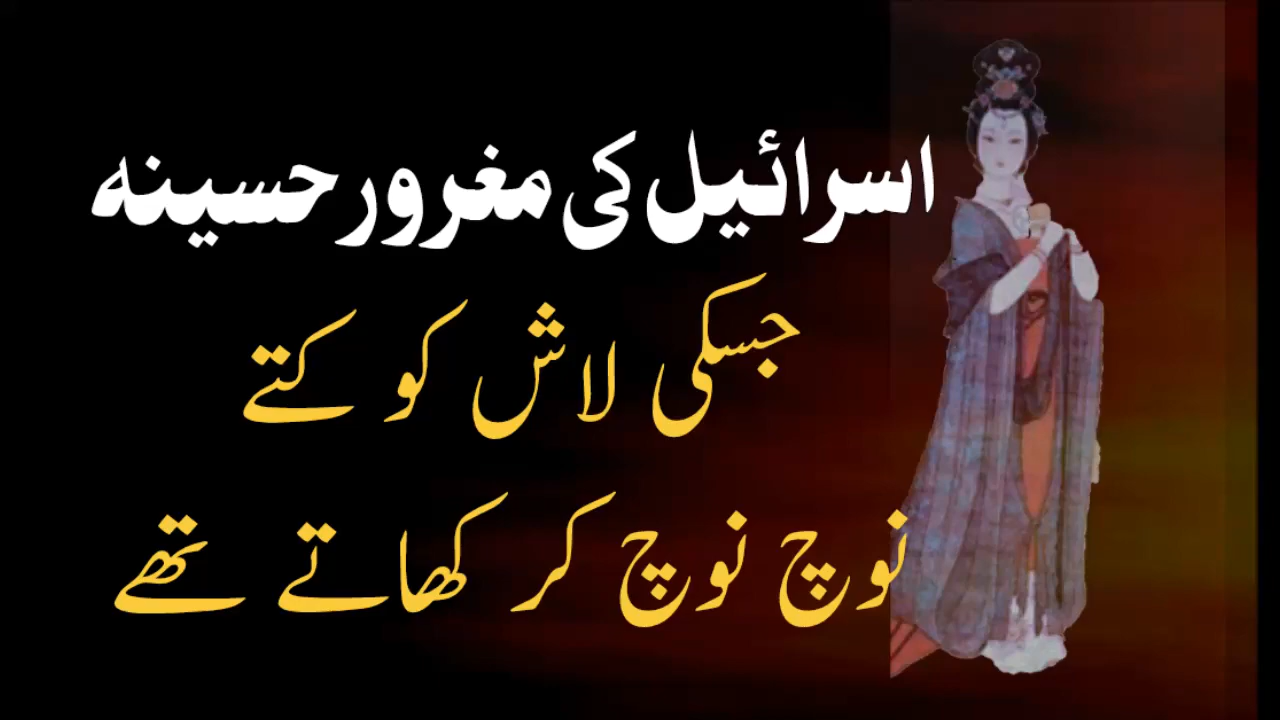 اسرائیل کی مغرور حسینہ
جسکی لاش کو کتے
نوچ نوچ کر کھاتے تھے